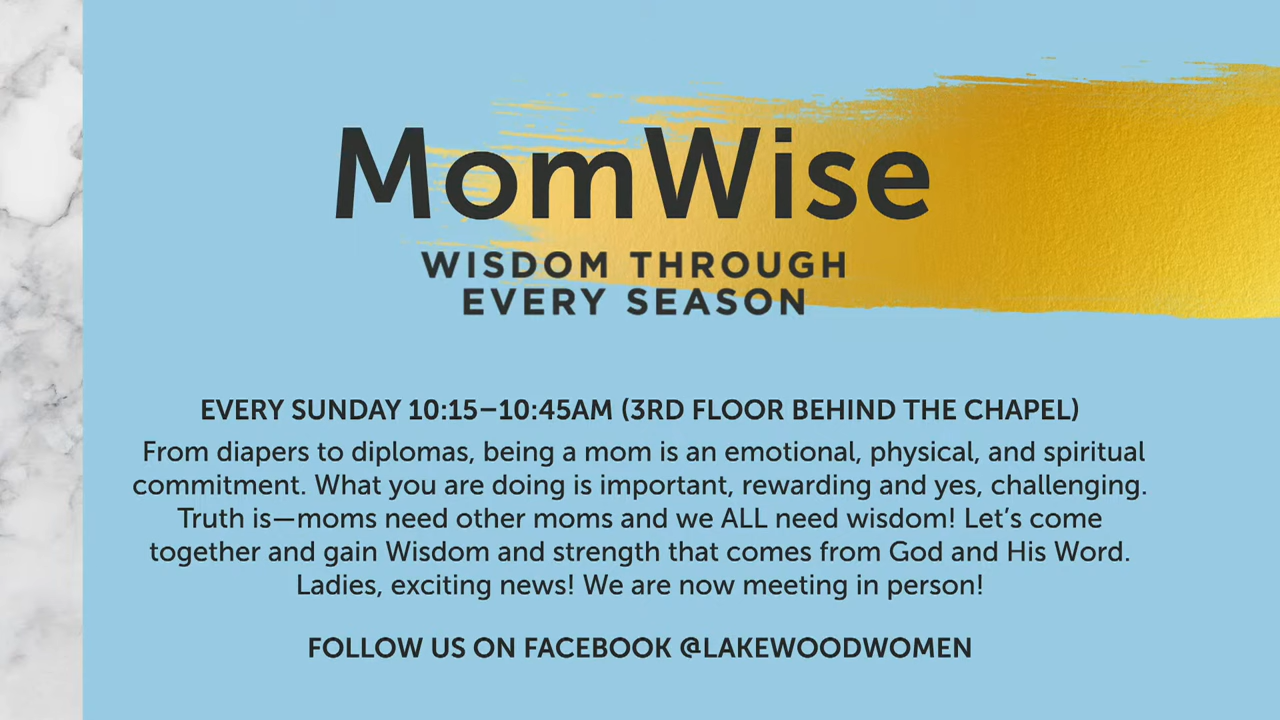 MomWise
WISDOM THROUGH
EVERY SEASON
EVERY SUNDAY 10:15–10:45AM (3RD FLOOR BEHIND THE CHAPEL)
From diapers to diplomas, being a mom is an emotional, physical, and spiritual
commitment. What you are doing is important, rewarding and yes, challenging.
Truth is—moms need other moms and we ALL need wisdom! Let’s come
together and gain Wisdom and strength that comes from God and His Word.
Ladies, exciting news! We are now meeting in person!
FOLLOW US ON FACEBOOK @LAKEWOODWOMEN